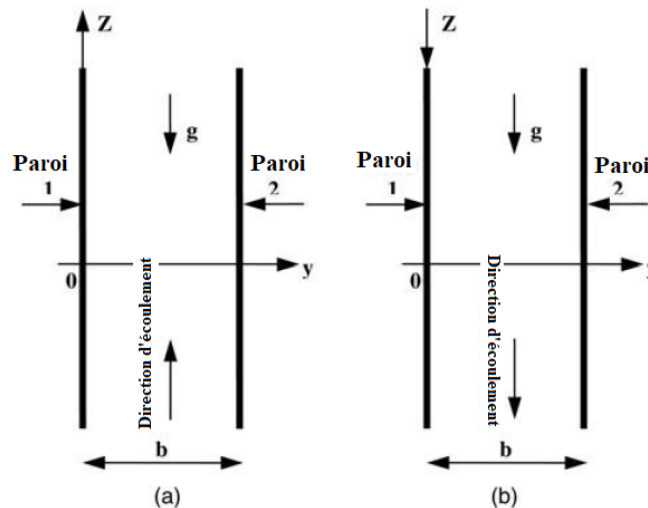 Z
g
Paroi
1
Paroi
2
0
y
Direction d'écoulement
b
(a)
Z
g
Paroi
1
Paroi
2
0
Direction d'écoulement
b
(b)